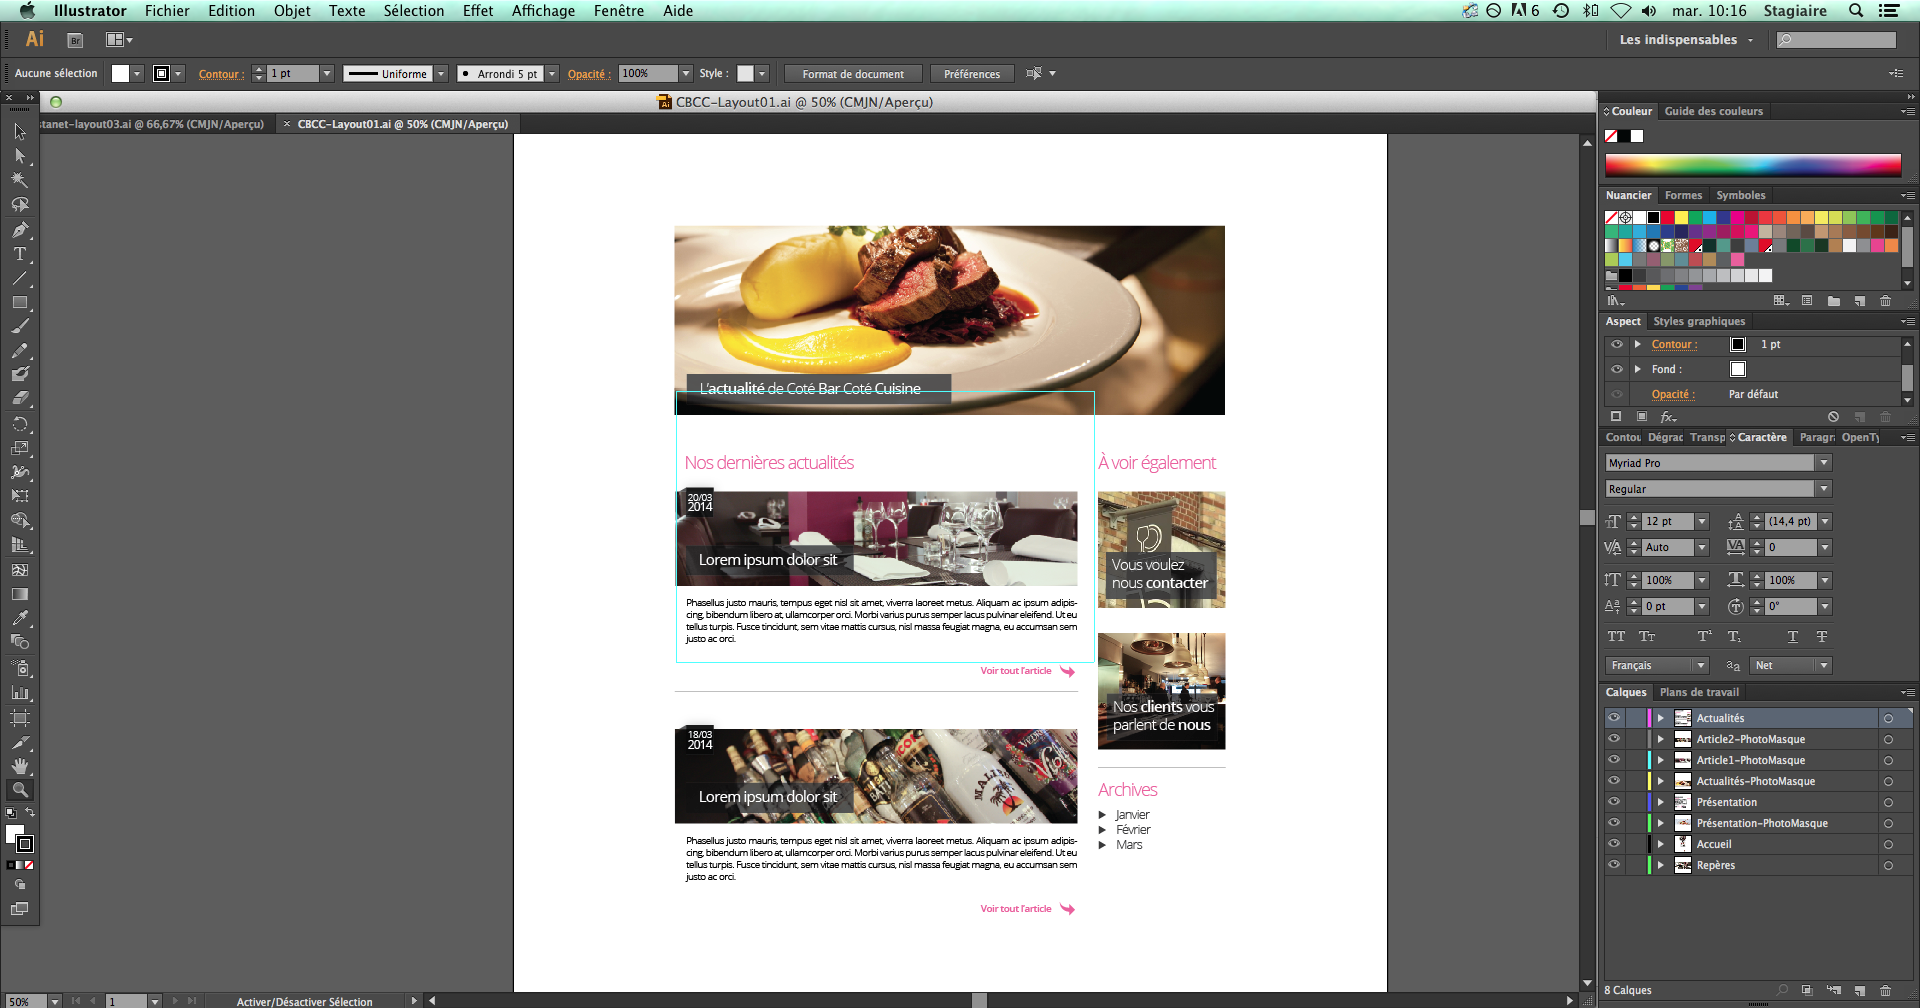 Illustrator Fichier Edition Objet Texte Sélection Effet Affichage Fenêtre Aide
6 mar. 10:16 Stagiaire
Ai Br Les indispensables
Aucune sélection Contour : 1 pt Uniforme Arrondi 5 pt Opacité : 100% Style : Format de document Préférences
CBCC-Layout01.ai @ 50% (CMJN/Aperçu)
stanet-layout03.ai @ 66,67% (CMJN/Aperçu) × CBCC-Layout01.ai @ 50% (CMJN/Aperçu)
L'actualité de Coté Bar Coté Cuisine
Nos dernières actualités
20/03
2014
Lorem ipsum dolor sit
Phasellus justo mauris, tempus eget nisl sit amet, viverra laoreet metus. Aliquam ac ipsum adipis-
cing, bibendum libero at, ullamcorper orci. Morbi varius purus semper lacus pulvinar eleifend. Ut eu
tellus turpis. Fusce tincidunt, sem vitae mattis cursus, nisl massa feugiat magna, eu accumsan sem
justo ac orci.
Voir tout l'article
18/03
2014
MALIBU
Lorem ipsum dolor sit
Phasellus justo mauris, tempus eget nisl sit amet, viverra laoreet metus. Aliquam ac ipsum adipis-
cing, bibendum libero at, ullamcorper orci. Morbi varius purus semper lacus pulvinar eleifend. Ut eu
tellus turpis. Fusce tincidunt, sem vitae mattis cursus, nisl massa feugiat magna, eu accumsan sem
justo ac orci.
Voir tout l'article
À voir également
Vous voulez
nous contacter
Nos clients vous
parlent de nous
Archives
Janvier
Février
Mars
Couleur Guide des couleurs
Nuancier Formes Symboles
Aspect Styles graphiques
Contour : 1 pt
Fond :
Opacité : Par défaut
fx
Contou Dégrad Transp Caractère Paragr OpenTy
Myriad Pro
Regular
12 pt (14,4 pt)
Auto 0
100% 100%
0 pt 0°
Français Net
Calques Plans de travail
Actualités
Article2-PhotoMasque
Article1-PhotoMasque
Actualités-PhotoMasque
Présentation
Présentation-PhotoMasque
Accueil
Repères
8 Calques
50% 1 Activer/Désactiver Sélection